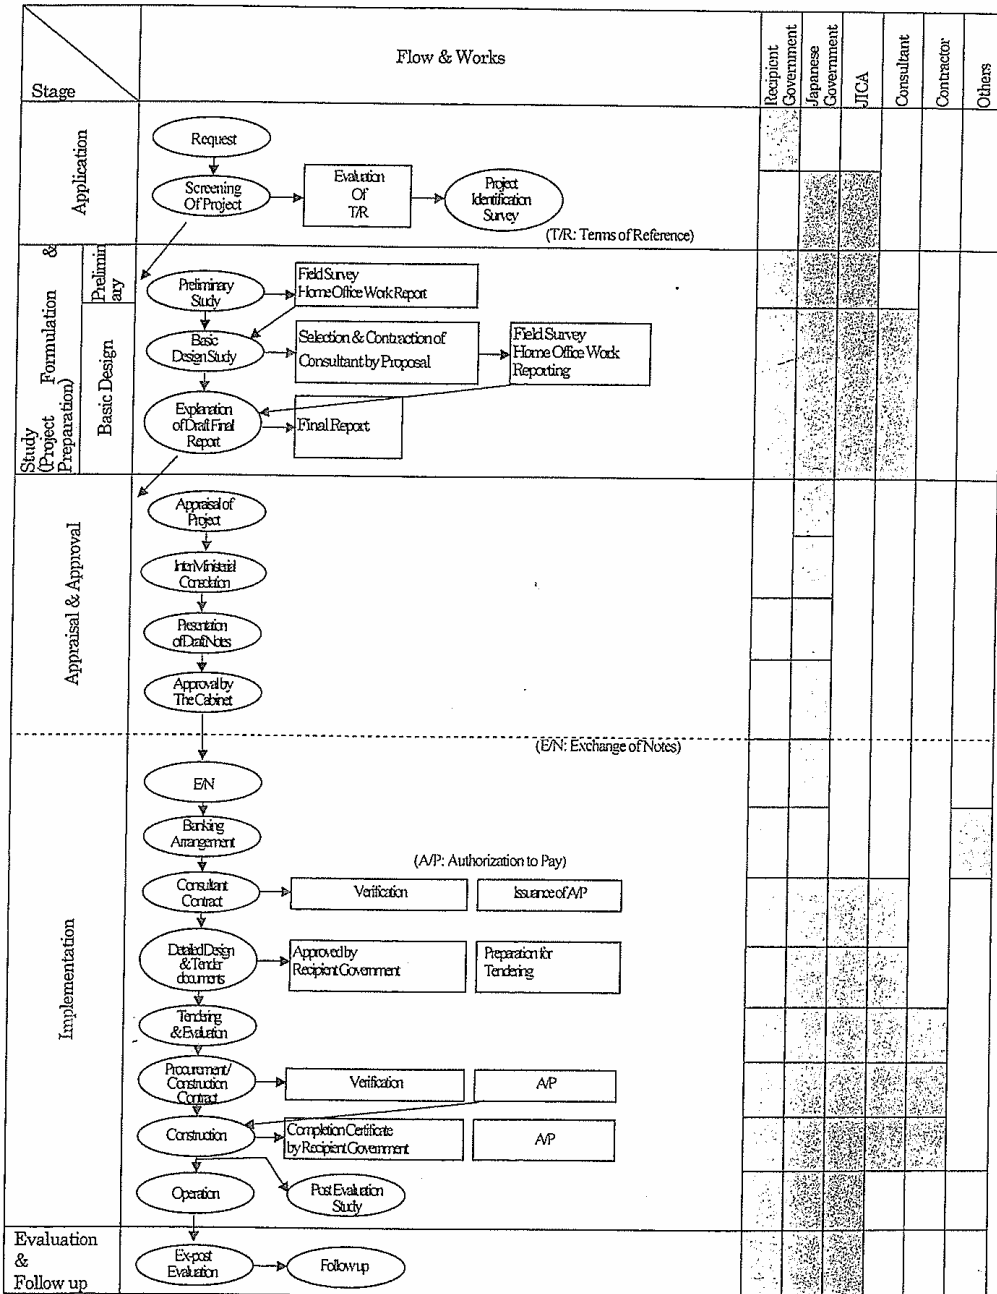 Stage
Flow & Works
Recipient
Government
Japanese
Government
JICA
Consultant
Contractor
Others
Application
Request
Screening
Of Project
Evaluation
Of
T/R
Project
Identification
Survey
(T/R: Terms of Reference)
Study
(Project Formulation &
Preparation)
Prelimin
ary
Preliminary
Study
Field Survey
Home Office Work Report
Basic Design
Basic
Design Study
Selection & Contraction of
Consultant by Proposal
Field Survey
Home Office Work
Reporting
Explanation
of Draft Final
Report
Final Report
Appraisal & Approval
Appraisal of
Project
Inter Ministerial
Consolation
Presentation
of Draft Notes
Approval by
The Cabinet
(E/N: Exchange of Notes)
Implementation
E/N
Banking
Arrangement
(A/P: Authorization to Pay)
Consultant
Contract
Verification
Issuance of A/P
Detailed Design
& Tender
documents
Approved by
Recipient Government
Preparation for
Tendering
Tendering
& Evaluation
Procurement/
Construction
Contract
Verification
A/P
Construction
Completion Certificate
by Recipient Government
A/P
Operation
Post Evaluation
Study
Evaluation
&
Follow up
Ex-post
Evaluation
Follow up